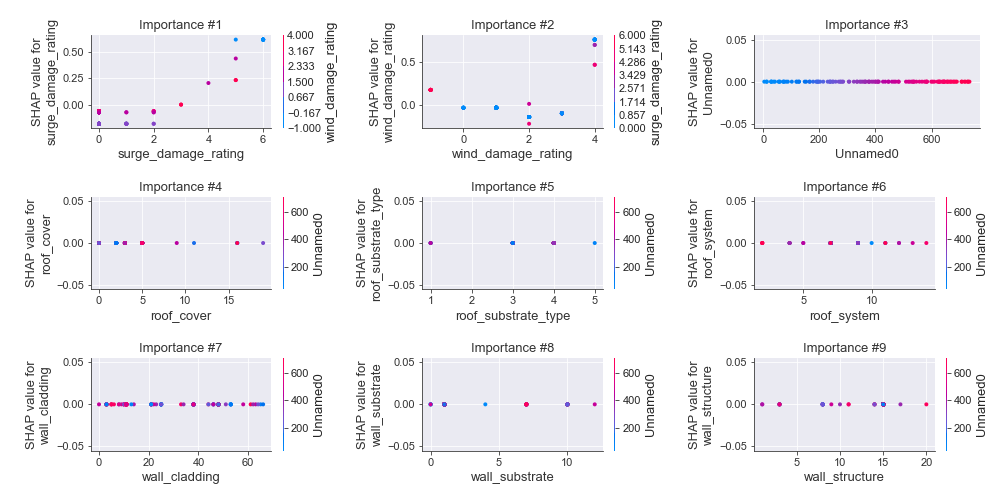 Importance #1
SHAP value for
surge_damage_rating
0.50
0.25
0.00
0 2 4 6
surge_damage_rating
4.000
3.167
2.333
1.500
0.667
−0.167
−1.000
wind_damage_rating
Importance #2
SHAP value for
wind_damage_rating
0.5
0.0
0 2 4
wind_damage_rating
6.000
5.143
4.286
3.429
2.571
1.714
0.857
0.000
surge_damage_rating
Importance #3
SHAP value for
Unnamed0
0.05
0.00
−0.05
0 200 400 600
Unnamed0
Importance #4
SHAP value for
roof_cover
0.05
0.00
−0.05
0 5 10 15
roof_cover
600
400
200
Unnamed0
Importance #5
SHAP value for
roof_substrate_type
0.05
0.00
−0.05
1 2 3 4 5
roof_substrate_type
600
400
200
Unnamed0
Importance #6
SHAP value for
roof_system
0.05
0.00
−0.05
5 10
roof_system
600
400
200
Unnamed0
Importance #7
SHAP value for
wall_cladding
0.05
0.00
−0.05
0 20 40 60
wall_cladding
600
400
200
Unnamed0
Importance #8
SHAP value for
wall_substrate
0.05
0.00
−0.05
0 5 10
wall_substrate
600
400
200
Unnamed0
Importance #9
SHAP value for
wall_structure
0.05
0.00
−0.05
5 10 15 20
wall_structure
600
400
200
Unnamed0